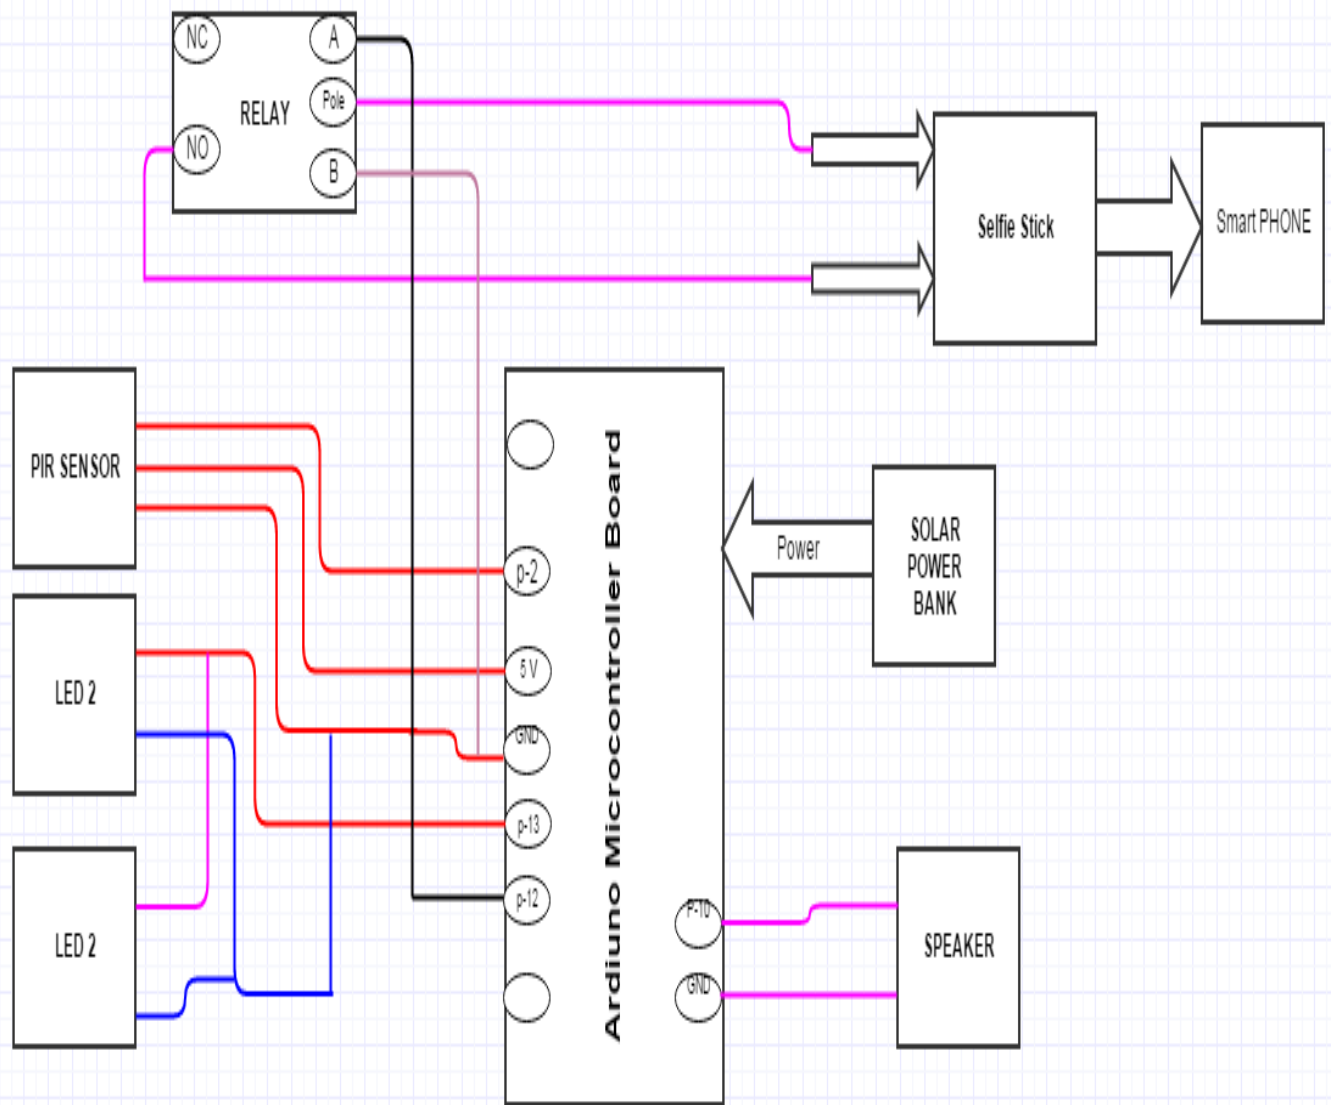 NC
A
Pole
RELAY
NO
B
Selfie Stick
Smart PHONE
PIR SENSOR
p-2
5 V
GND
p-13
p-12
Ardiuno Microcontroller Board
Power
SOLAR
POWER
BANK
LED 2
LED 2
P-10
GND
SPEAKER